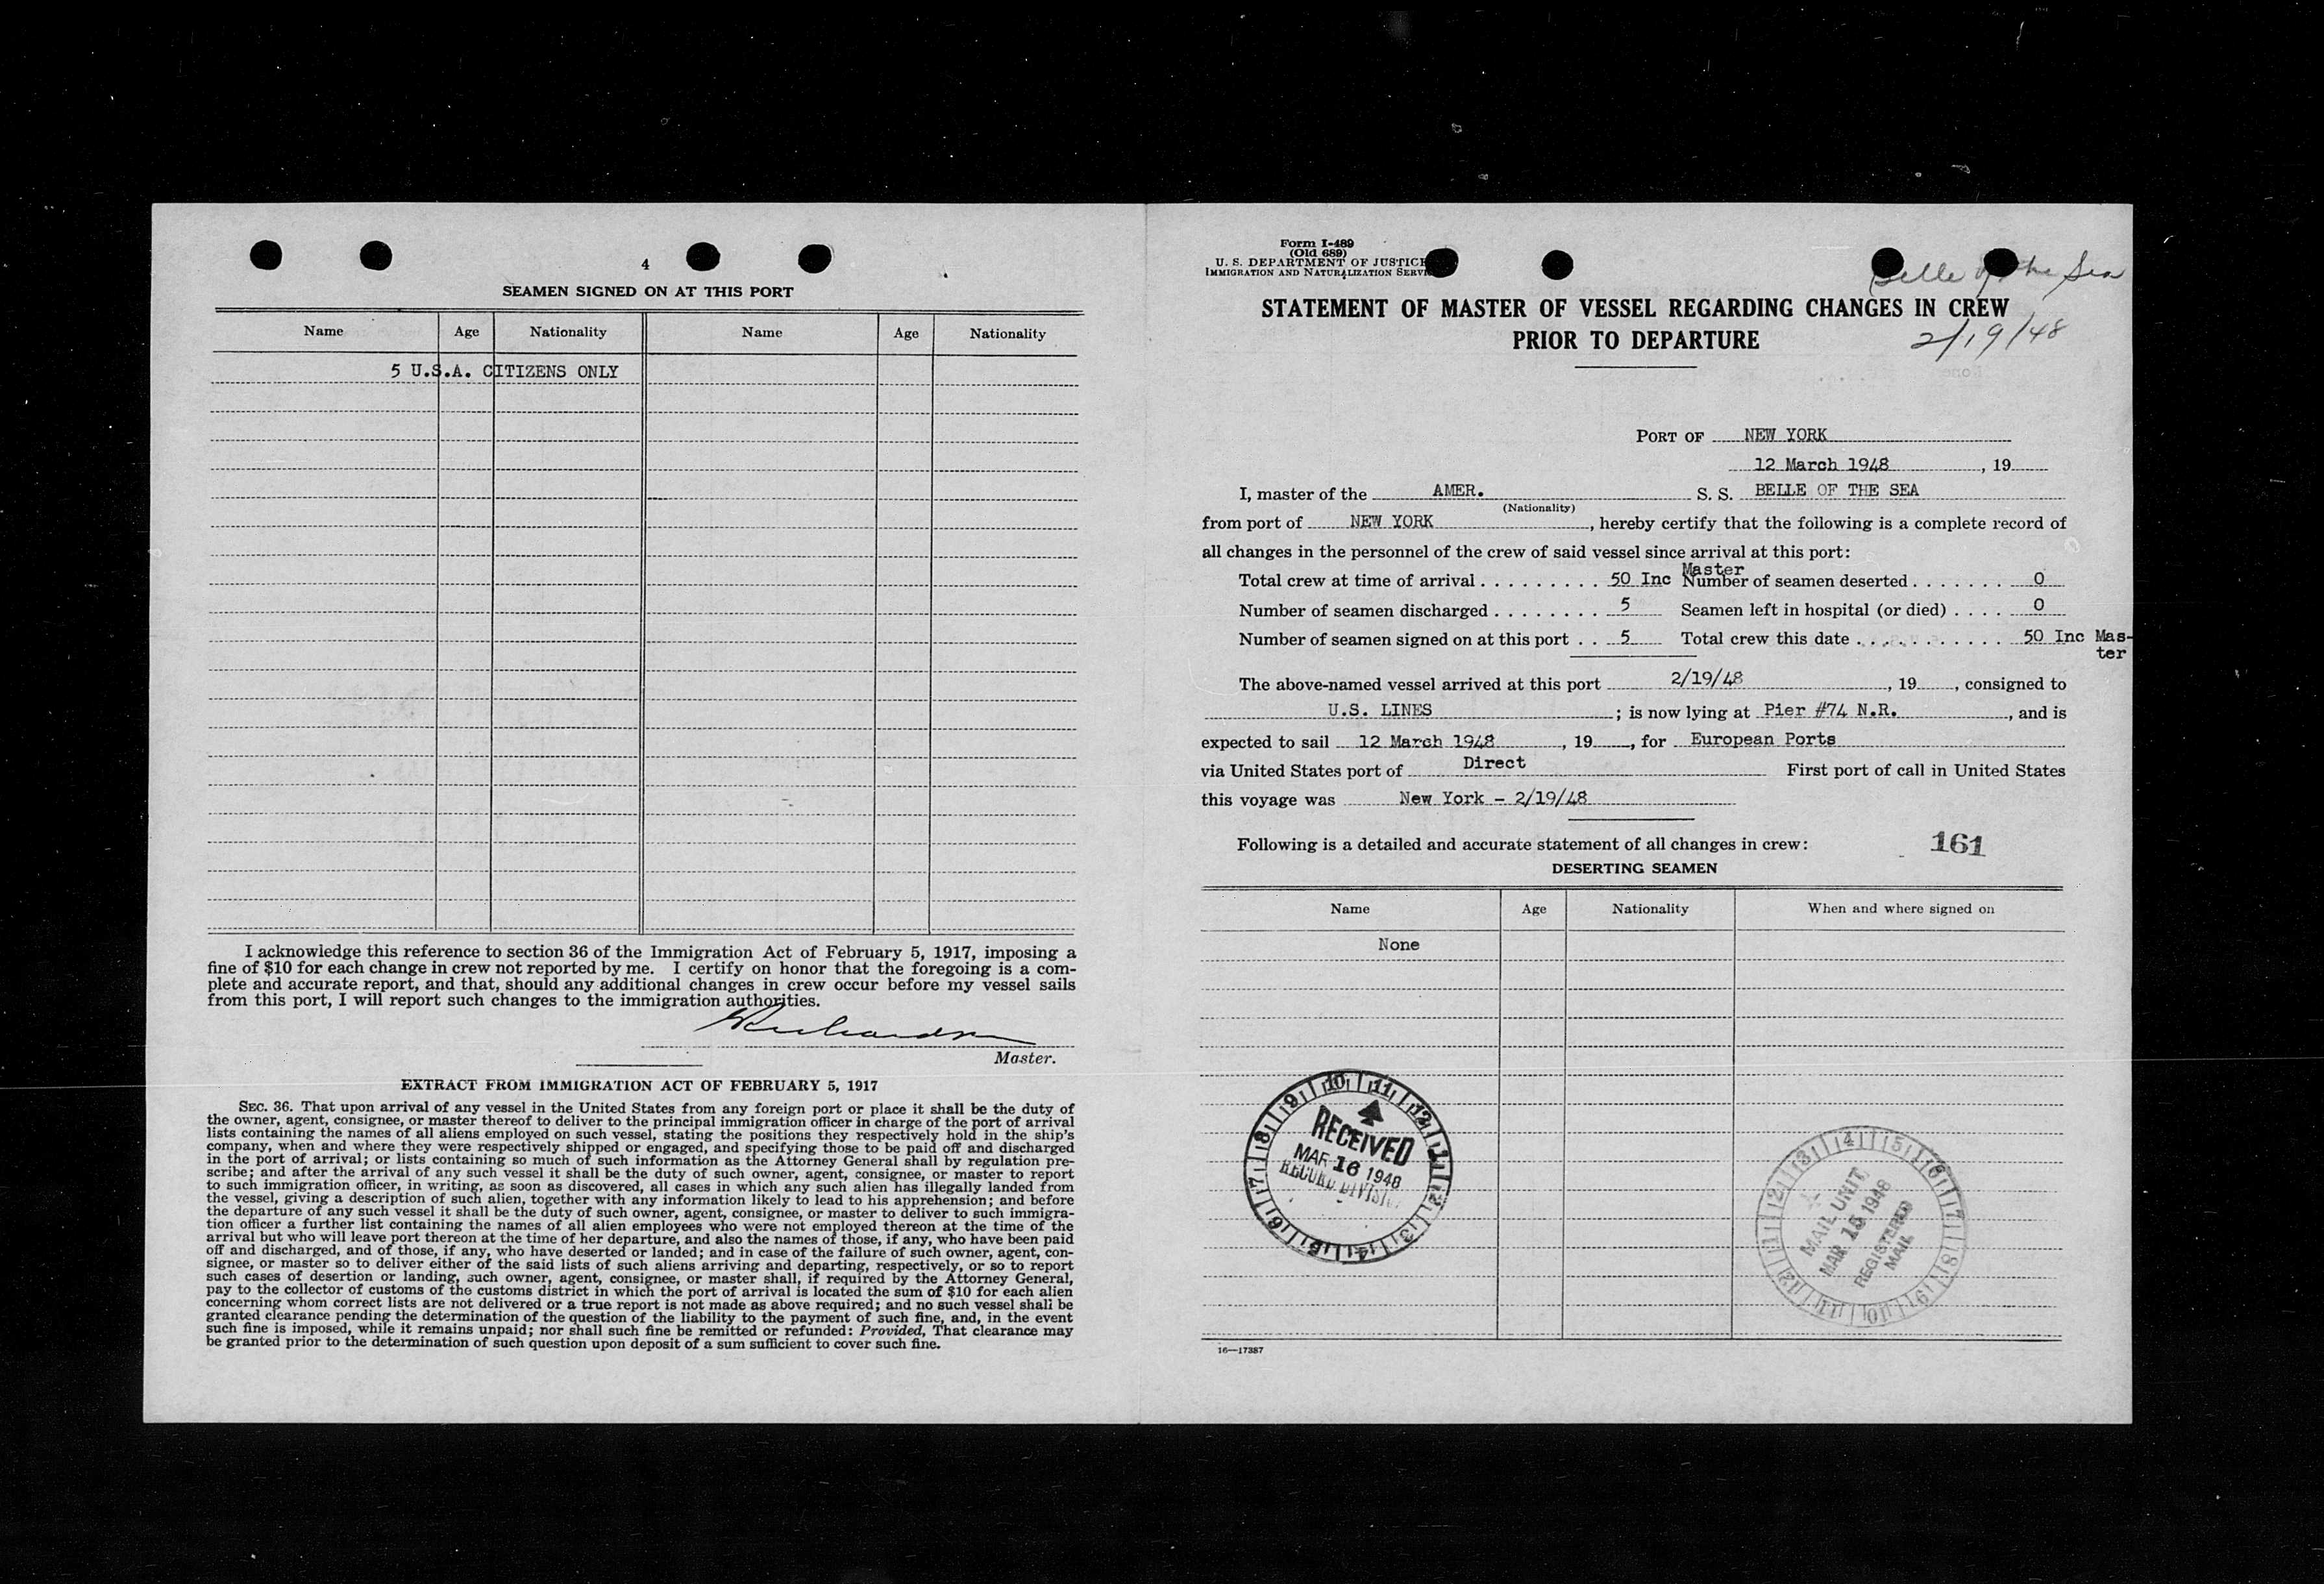 4
SEAMEN SIGNED ON AT THIS PORT
Name Age Nationality Name Age Nationality
5 U.S.A. CITIZENS ONLY
I acknowledge this reference to section 36 of the Immigration Act of February 5, 1917, imposing a
fine of $10 for each change in crew not reported by me. I certify on honor that the foregoing is a com-
plete and accurate report, and that, should any additional changes in crew occur before my vessel sails
from this port, I will report such changes to the immigration authorities.
Richardson
Master.
EXTRACT FROM IMMIGRATION ACT OF FEBRUARY 5, 1917
SEC. 36. That upon arrival of any vessel in the United States from any foreign port or place it shall be the duty of
the owner, agent, consignee, or master thereof to deliver to the principal immigration officer in charge of the port of arrival
lists containing the names of all aliens employed on such vessel, stating the positions they respectively hold in the ship's
company, when and where they were respectively shipped or engaged, and specifying those to be paid off and discharged
in the port of arrival; or lists containing so much of such information as the Attorney General shall by regulation pre-
scribe; and after the arrival of any such vessel it shall be the duty of such owner, agent, consignee, or master to report
to such immigration officer, in writing, as soon as discovered, all cases in which any such alien has illegally landed from
the vessel, giving a description of such alien, together with any information likely to lead to his apprehension; and before
the departure of any such vessel it shall be the duty of such owner, agent, consignee, or master to deliver to such immigra-
tion officer a further list containing the names of all alien employees who were not employed thereon at the time of the
arrival but who will leave port thereon at the time of her departure, and also the names of those, if any, who have been paid
off and discharged, and of those, if any, who have deserted or landed; and in case of the failure of such owner, agent, con-
signee, or master so to deliver either of the said lists of such aliens arriving and departing, respectively, or so to report
such cases of desertion or landing, such owner, agent, consignee, or master shall, if required by the Attorney General,
pay to the collector of customs of the customs district in which the port of arrival is located the sum of $10 for each alien
concerning whom correct lists are not delivered or a true report is not made as above required; and no such vessel shall be
granted clearance pending the determination of the question of the liability to the payment of such fine, and, in the event
such fine is imposed, while it remains unpaid; nor shall such fine be remitted or refunded: Provided, That clearance may
be granted prior to the determination of such question upon deposit of a sum sufficient to cover such fine.
Form I-489
(Old 689)
U. S. DEPARTMENT OF JUSTICE
IMMIGRATION AND NATURALIZATION SERVI
Belle of the Sea
STATEMENT OF MASTER OF VESSEL REGARDING CHANGES IN CREW
PRIOR TO DEPARTURE
2/19/48
PORT OF NEW YORK
12 March 1948, 19
I, master of the AMER. S. S. BELLE OF THE SEA
(Nationality)
from port of NEW YORK, hereby certify that the following is a complete record of
all changes in the personnel of the crew of said vessel since arrival at this port:
Master
Total crew at time of arrival 50 Inc Number of seamen deserted 0
Number of seamen discharged 5 Seamen left in hospital (or died) 0
Number of seamen signed on at this port 5 Total crew this date 50 Inc Mas-
ter
The above-named vessel arrived at this port 2/19/48, 19, consigned to
U.S. LINES; is now lying at Pier #74 N.R., and is
expected to sail 12 March 1948, 19, for European Ports
via United States port of Direct First port of call in United States
this voyage was New York - 2/19/48
Following is a detailed and accurate statement of all changes in crew: 161
DESERTING SEAMEN
Name Age Nationality When and where signed on
None
RECEIVED
MAR 16 1948
RECORD DIVISION
MAIL UNIT
MAR 15 1948
REGISTERED
MAIL
16—17387